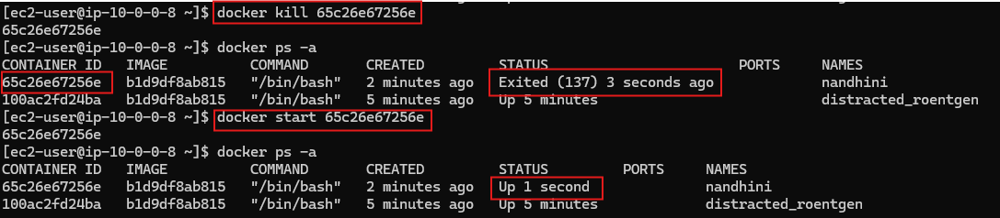 [ec2-user@ip-10-0-0-8 ~]$ docker kill 65c26e67256e
65c26e67256e
[ec2-user@ip-10-0-0-8 ~]$ docker ps -a
CONTAINER ID   IMAGE          COMMAND       CREATED         STATUS                       PORTS     NAMES
65c26e67256e   b1d9df8ab815   "/bin/bash"   2 minutes ago   Exited (137) 3 seconds ago             nandhini
100ac2fd24ba   b1d9df8ab815   "/bin/bash"   5 minutes ago   Up 5 minutes                           distracted_roentgen
[ec2-user@ip-10-0-0-8 ~]$ docker start 65c26e67256e
65c26e67256e
[ec2-user@ip-10-0-0-8 ~]$ docker ps -a
CONTAINER ID   IMAGE          COMMAND       CREATED         STATUS         PORTS     NAMES
65c26e67256e   b1d9df8ab815   "/bin/bash"   2 minutes ago   Up 1 second              nandhini
100ac2fd24ba   b1d9df8ab815   "/bin/bash"   5 minutes ago   Up 5 minutes             distracted_roentgen